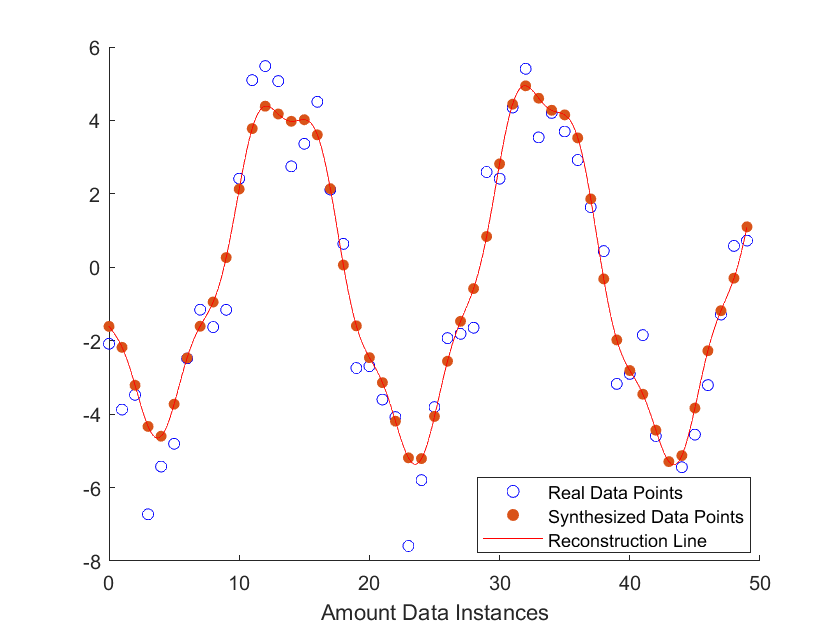 6
4
2
0
-2
-4
-6
-8
0 10 20 30 40 50
Amount Data Instances
Real Data Points
Synthesized Data Points
Reconstruction Line